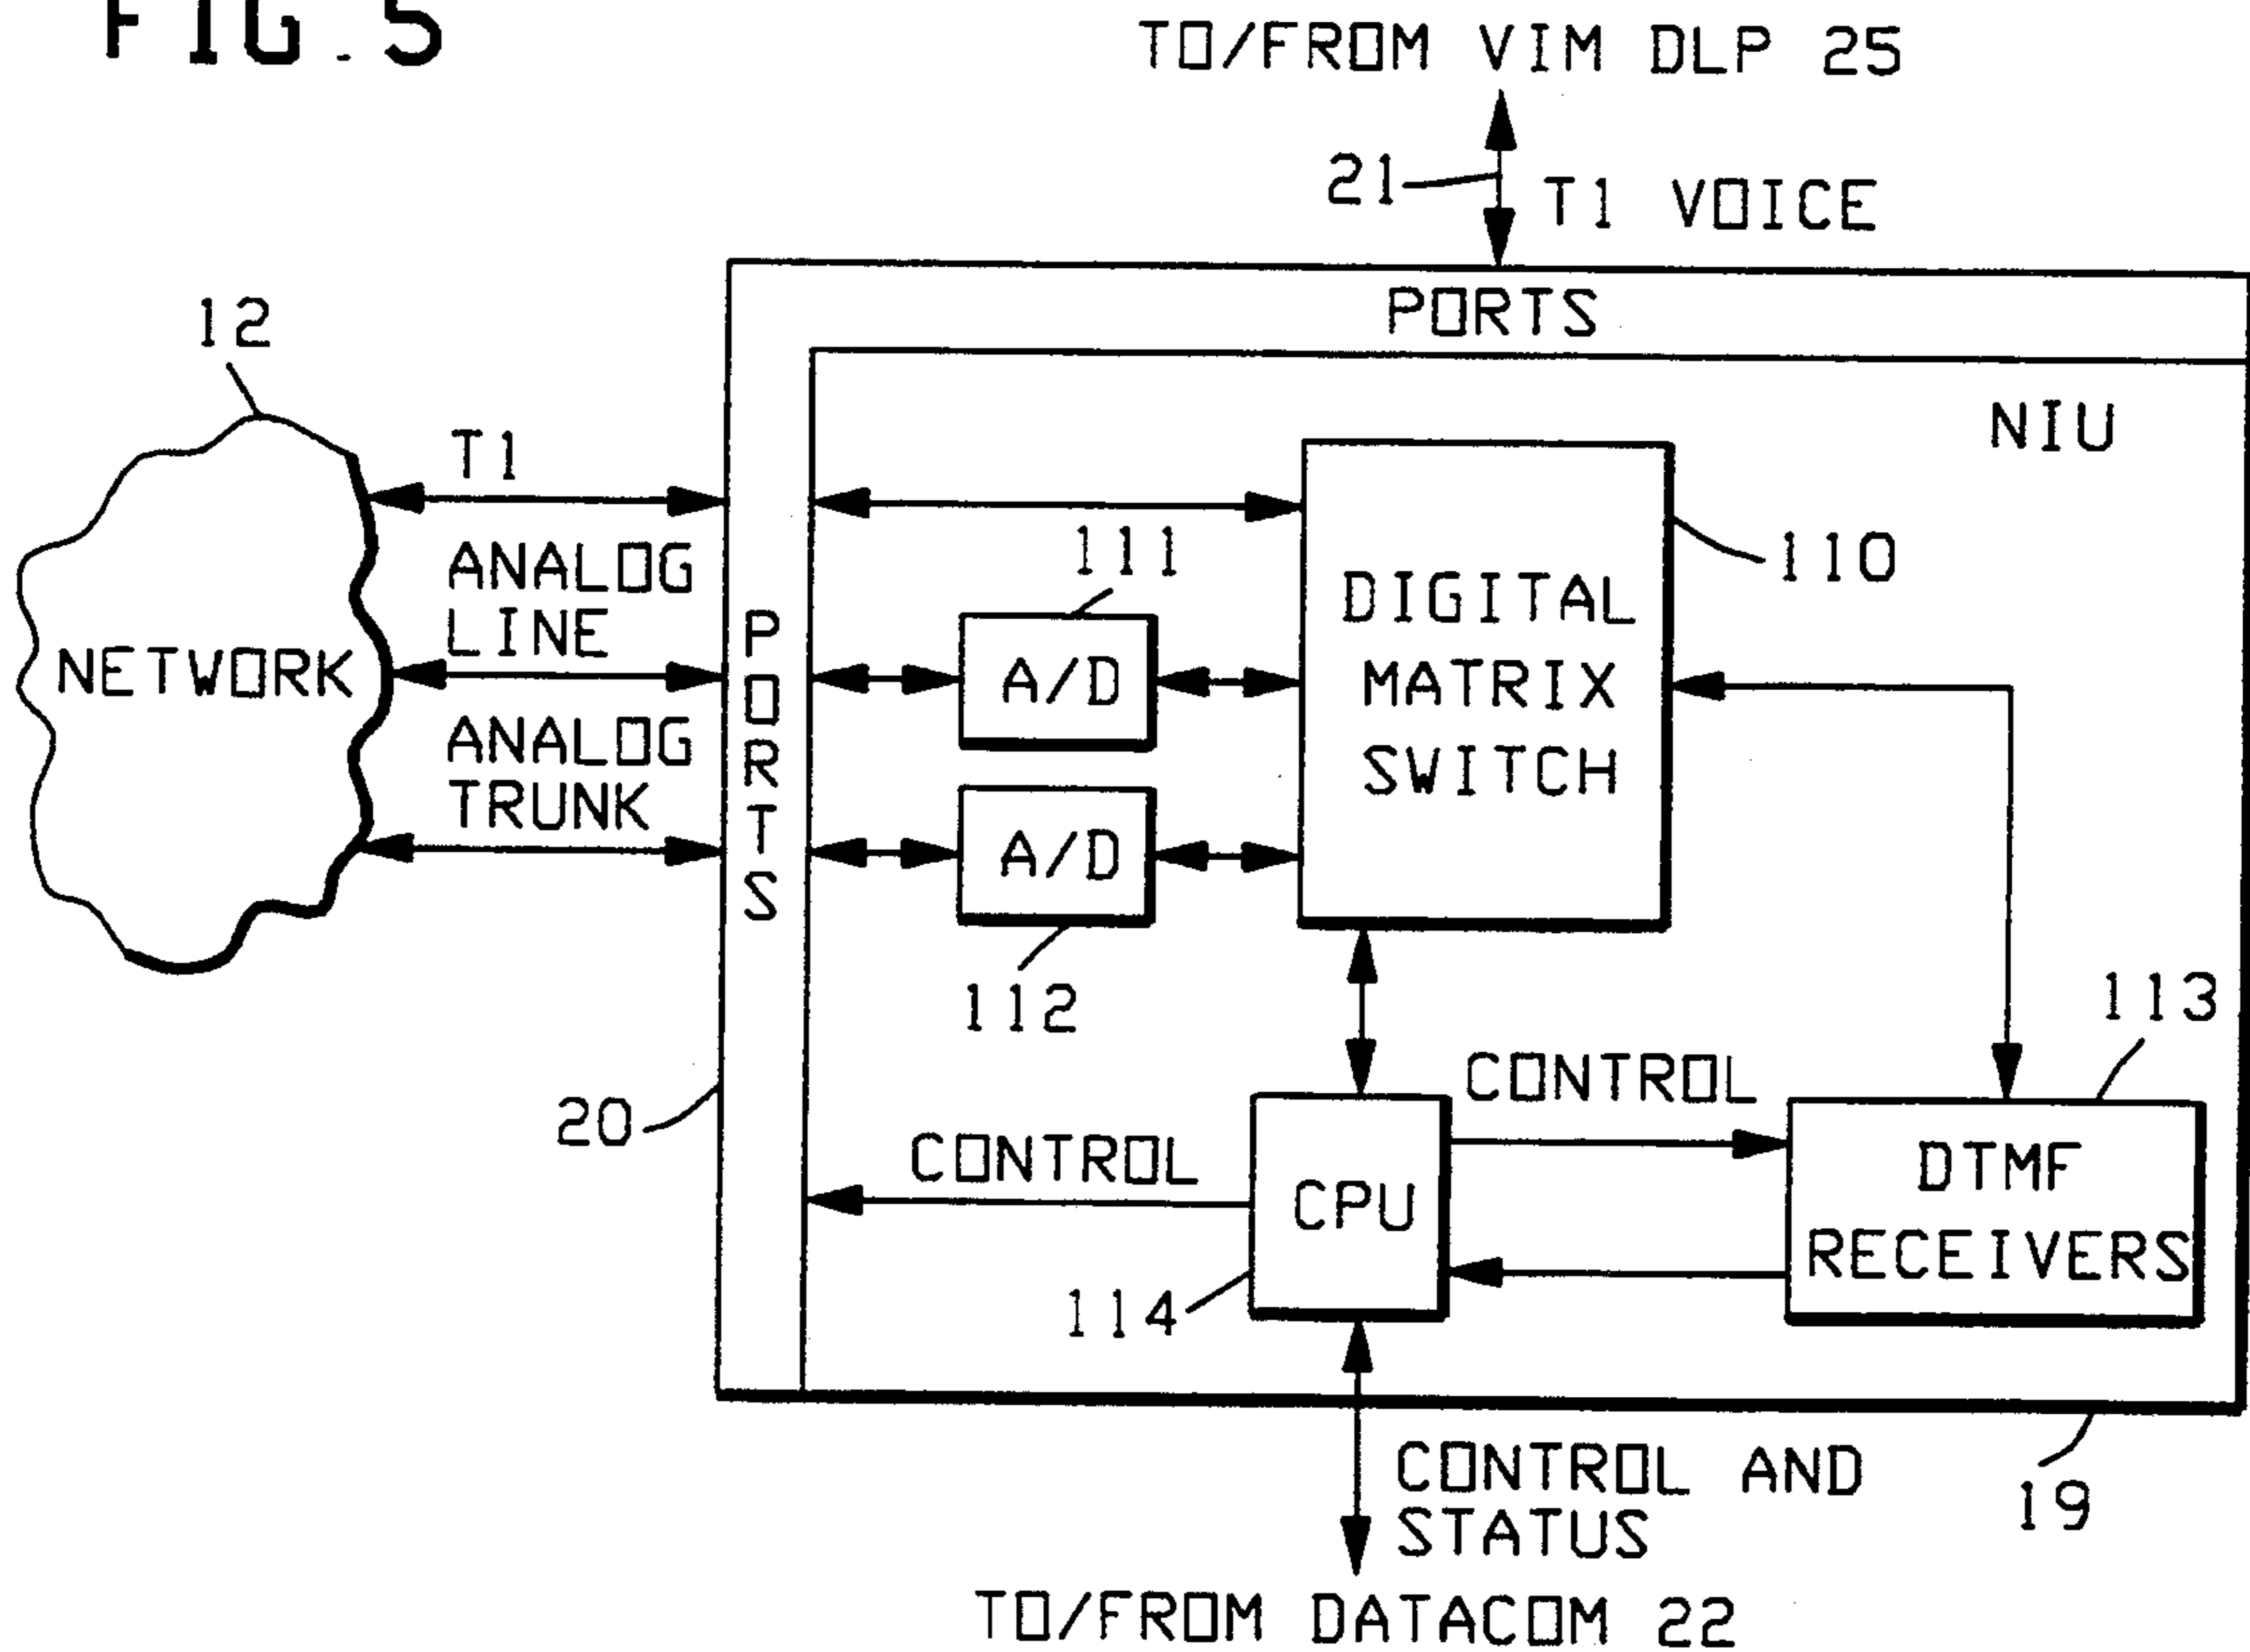 FIG.5
TO/FROM VIM DLP 25
21
T1 VOICE
PORTS
12
NIU
T1
111
110
ANALOG
LINE
DIGITAL
MATRIX
SWITCH
NETWORK
PORTS
A/D
ANALOG
TRUNK
A/D
112
113
CONTROL
20
CONTROL
CPU
DTMF
RECEIVERS
114
CONTROL AND
STATUS
19
TO/FROM DATACOM 22